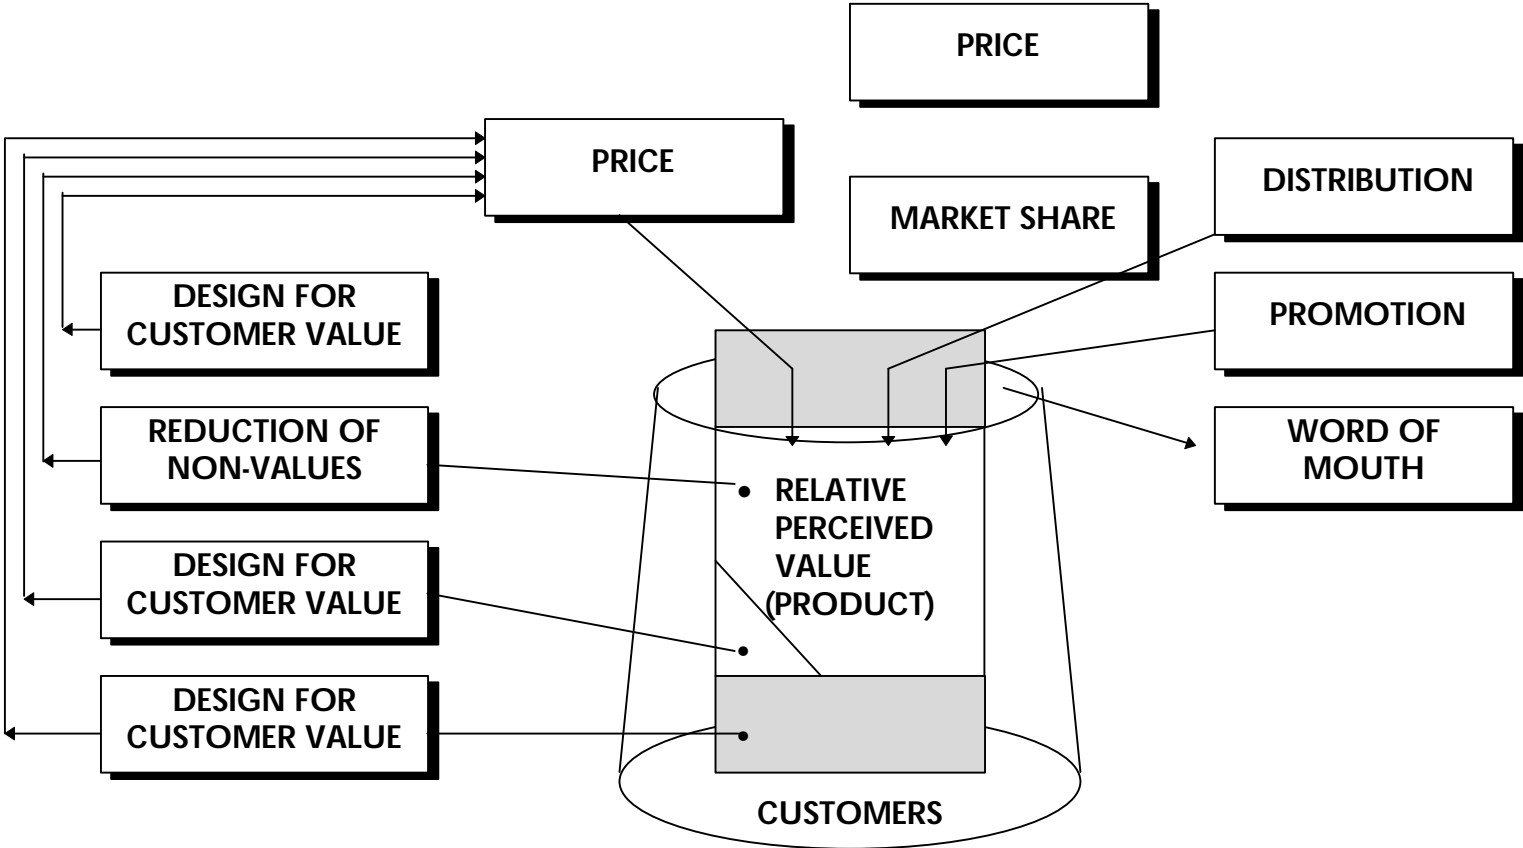 PRICE
PRICE
DISTRIBUTION
MARKET SHARE
DESIGN FOR
CUSTOMER VALUE
PROMOTION
REDUCTION OF
NON-VALUES
WORD OF
MOUTH
RELATIVE
PERCEIVED
VALUE
(PRODUCT)
DESIGN FOR
CUSTOMER VALUE
DESIGN FOR
CUSTOMER VALUE
CUSTOMERS